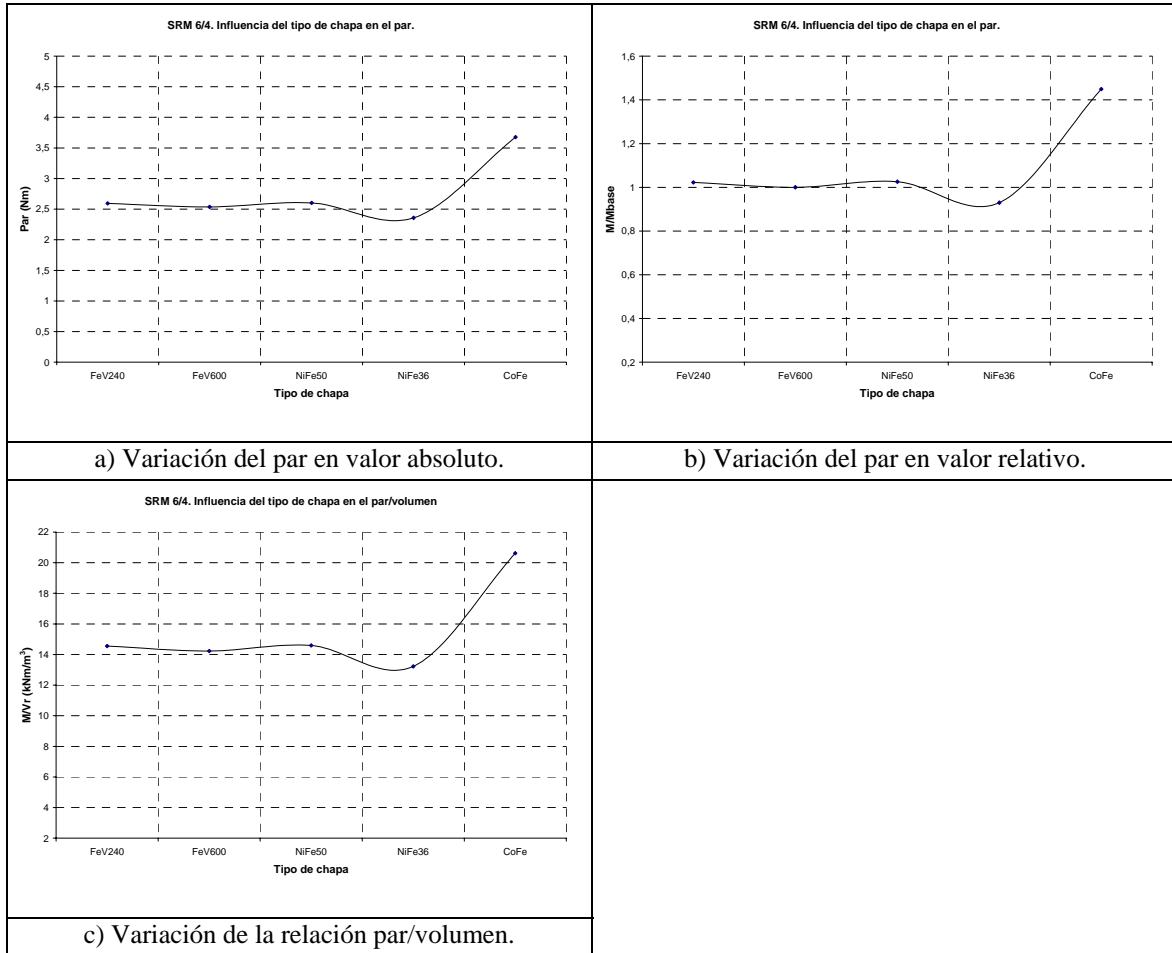 SRM 6/4. Influencia del tipo de chapa en el par.
5
4,5
4
3,5
3
2,5
2
1,5
1
0,5
0
Par (Nm)
FeV240 FeV600 NiFe50 NiFe36 CoFe
Tipo de chapa
a) Variación del par en valor absoluto.
SRM 6/4. Influencia del tipo de chapa en el par.
1,6
1,4
1,2
1
0,8
0,6
0,4
0,2
M/Mbase
FeV240 FeV600 NiFe50 NiFe36 CoFe
Tipo de chapa
b) Variación del par en valor relativo.
SRM 6/4. Influencia del tipo de chapa en el par/volumen
22
20
18
16
14
12
10
8
6
4
2
M/Vr (kNm/m³)
FeV240 FeV600 NiFe50 NiFe36 CoFe
Tipo de chapa
c) Variación de la relación par/volumen.